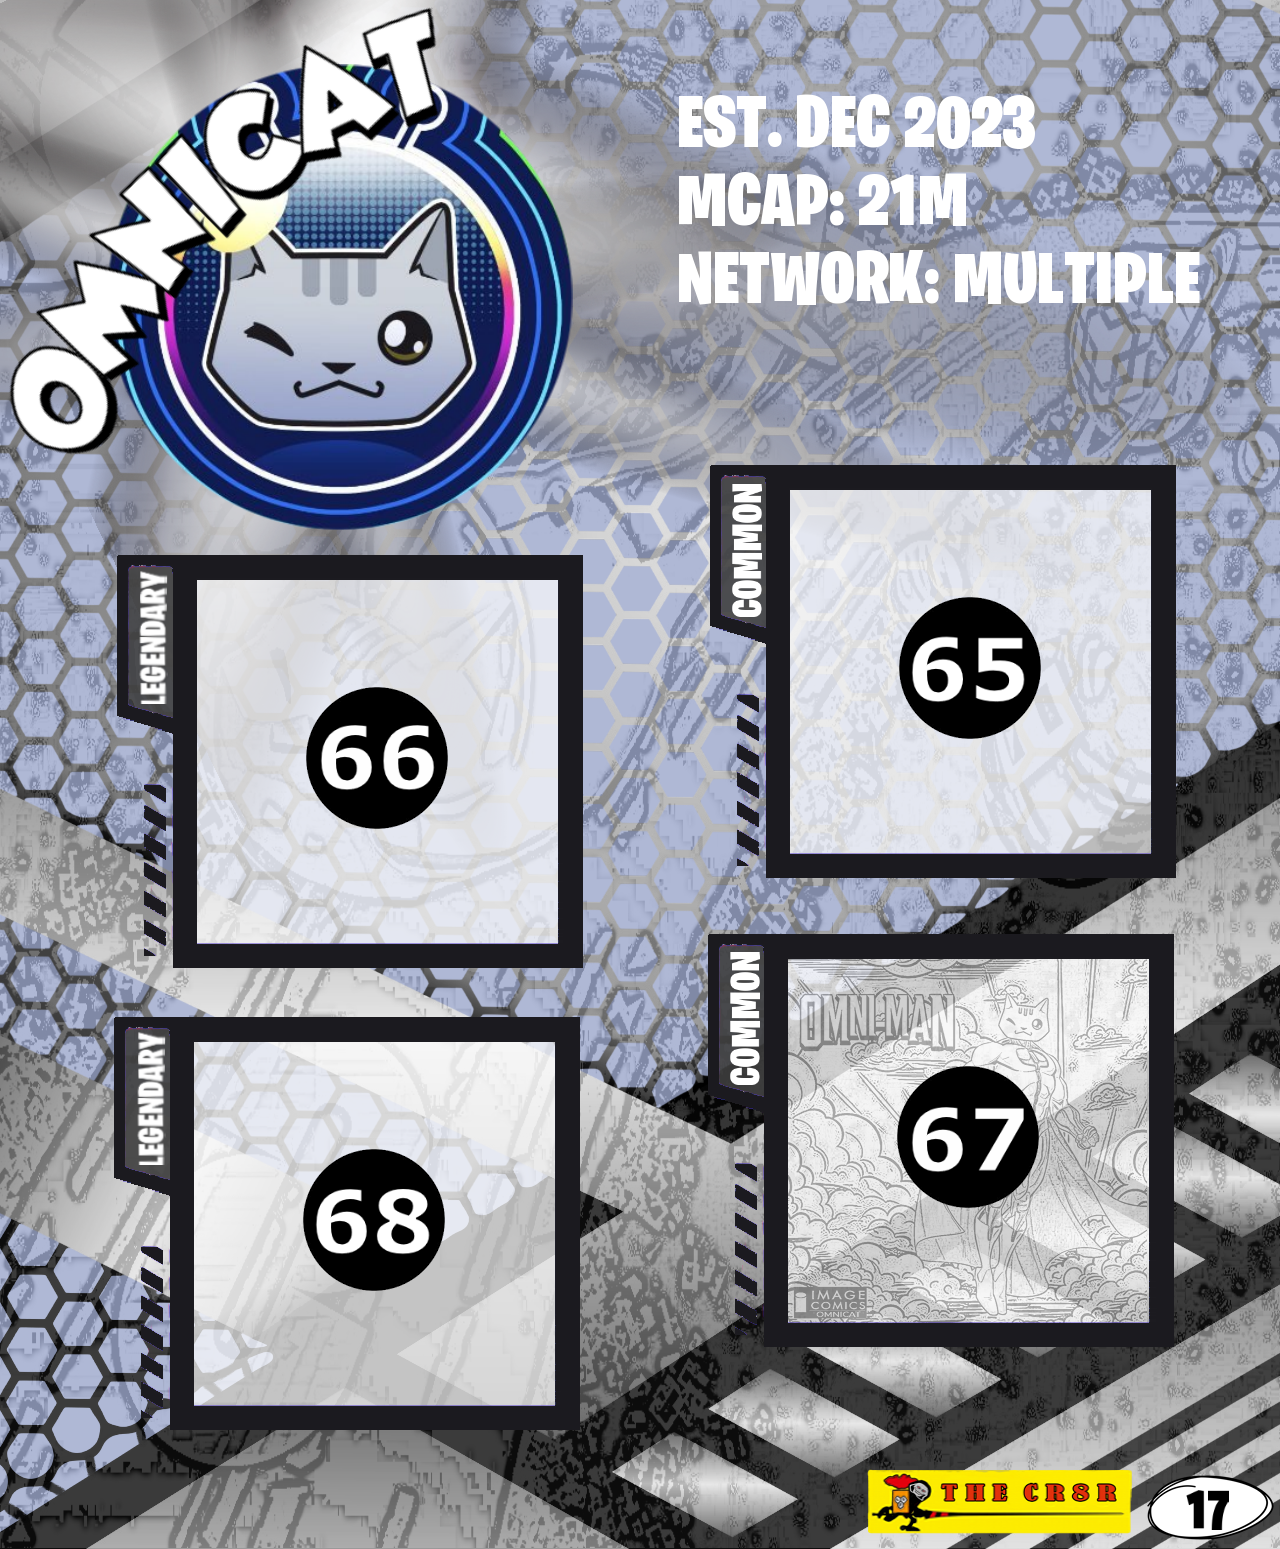 OMNICAT
EST. DEC 2023
MCAP: 21M
NETWORK: MULTIPLE
COMMON
65
LEGENDARY
66
COMMON
OMNI-MAN
67
IMAGE
COMICS
OMNICAT
LEGENDARY
68
THE CR8R
17